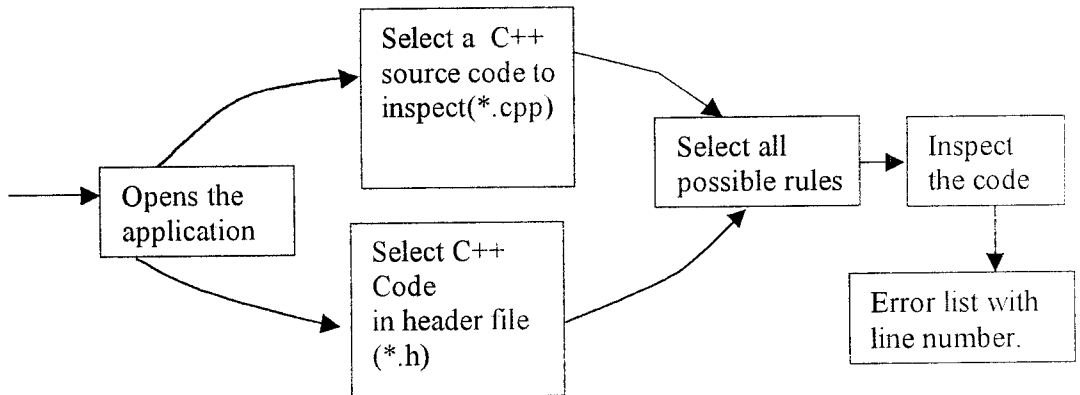 Opens the
application
Select a C++
source code to
inspect(*.cpp)
Select C++
Code
in header file
(*.h)
Select all
possible rules
Inspect
the code
Error list with
line number.